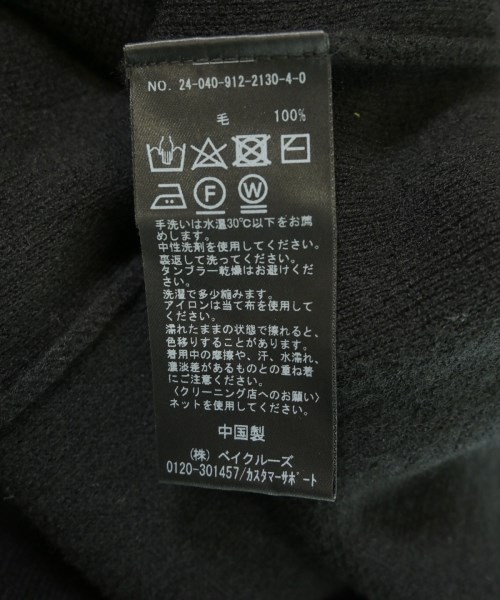 NO. 24-040-912-2130-4-0
毛 100%
F W
手洗いは水温30℃以下をお薦
めします。
中性洗剤を使用してください。
裏返して洗ってください。
タンブラー乾燥はお避けくだ
さい。
洗濯で多少縮みます。
アイロンは当て布を使用して
ください。
濡れたままの状態で擦れると、
色移りすることがあります。
着用中の摩擦や、汗、水濡れ、
濃淡差があるものとの重ね着
にご注意ください。
〈クリーニング店へのお願い〉
ネットを使用してください。
中国製
(株) ベイクルーズ
0120-301457/カスタマーサポート